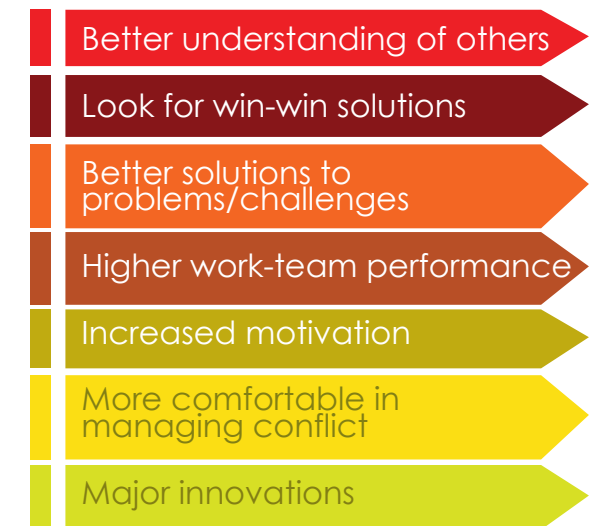 Better understanding of others
Look for win-win solutions
Better solutions to
problems/challenges
Higher work-team performance
Increased motivation
More comfortable in
managing conflict
Major innovations